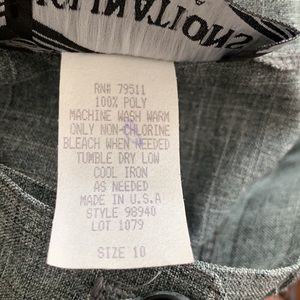 RN# 79511
100% POLY
MACHINE WASH WARM
ONLY NON-CHLORINE
BLEACH WHEN NEEDED
TUMBLE DRY LOW
COOL IRON
AS NEEDED
MADE IN U.S.A
STYLE 98940
LOT 1079
SIZE 10